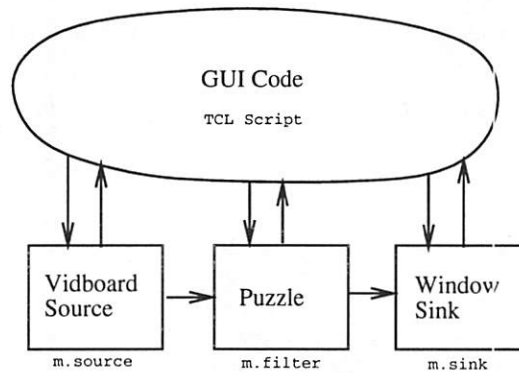 GUI Code
TCL Script
Vidboard
Source
Puzzle
Window
Sink
m.source
m.filter
m.sink